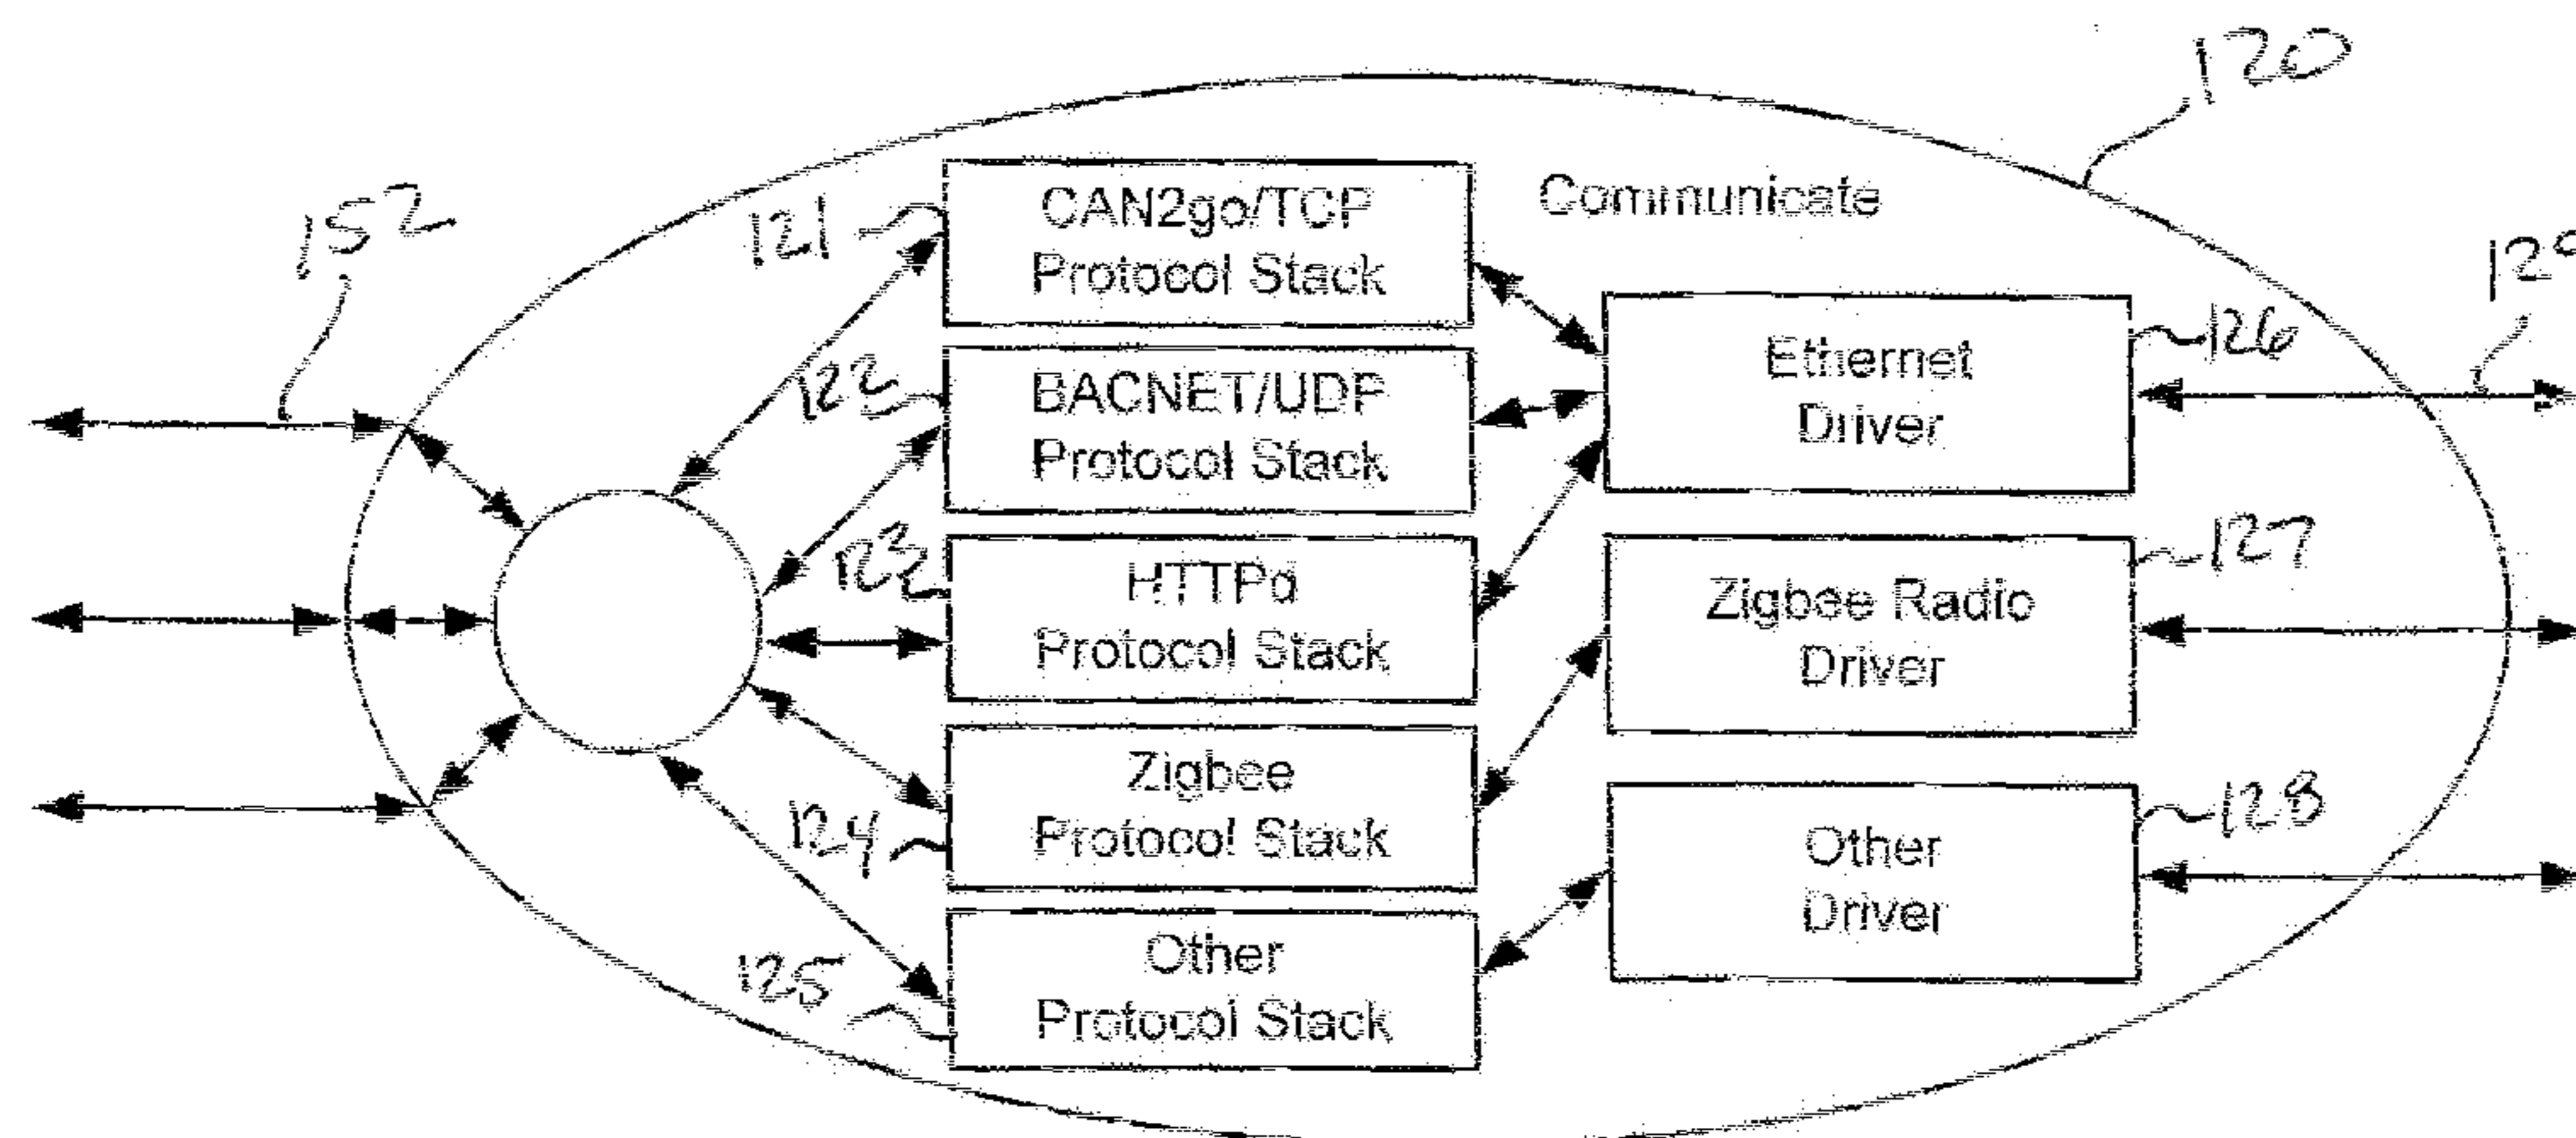 120
152
121
CAN2go/TCP
Protocol Stack
Communicate
122
BACNET/UDP
Protocol Stack
Ethernet
Driver
126
129
123
HTTPd
Protocol Stack
Zigbee Radio
Driver
127
124
Zigbee
Protocol Stack
Other
Driver
128
125
Other
Protocol Stack